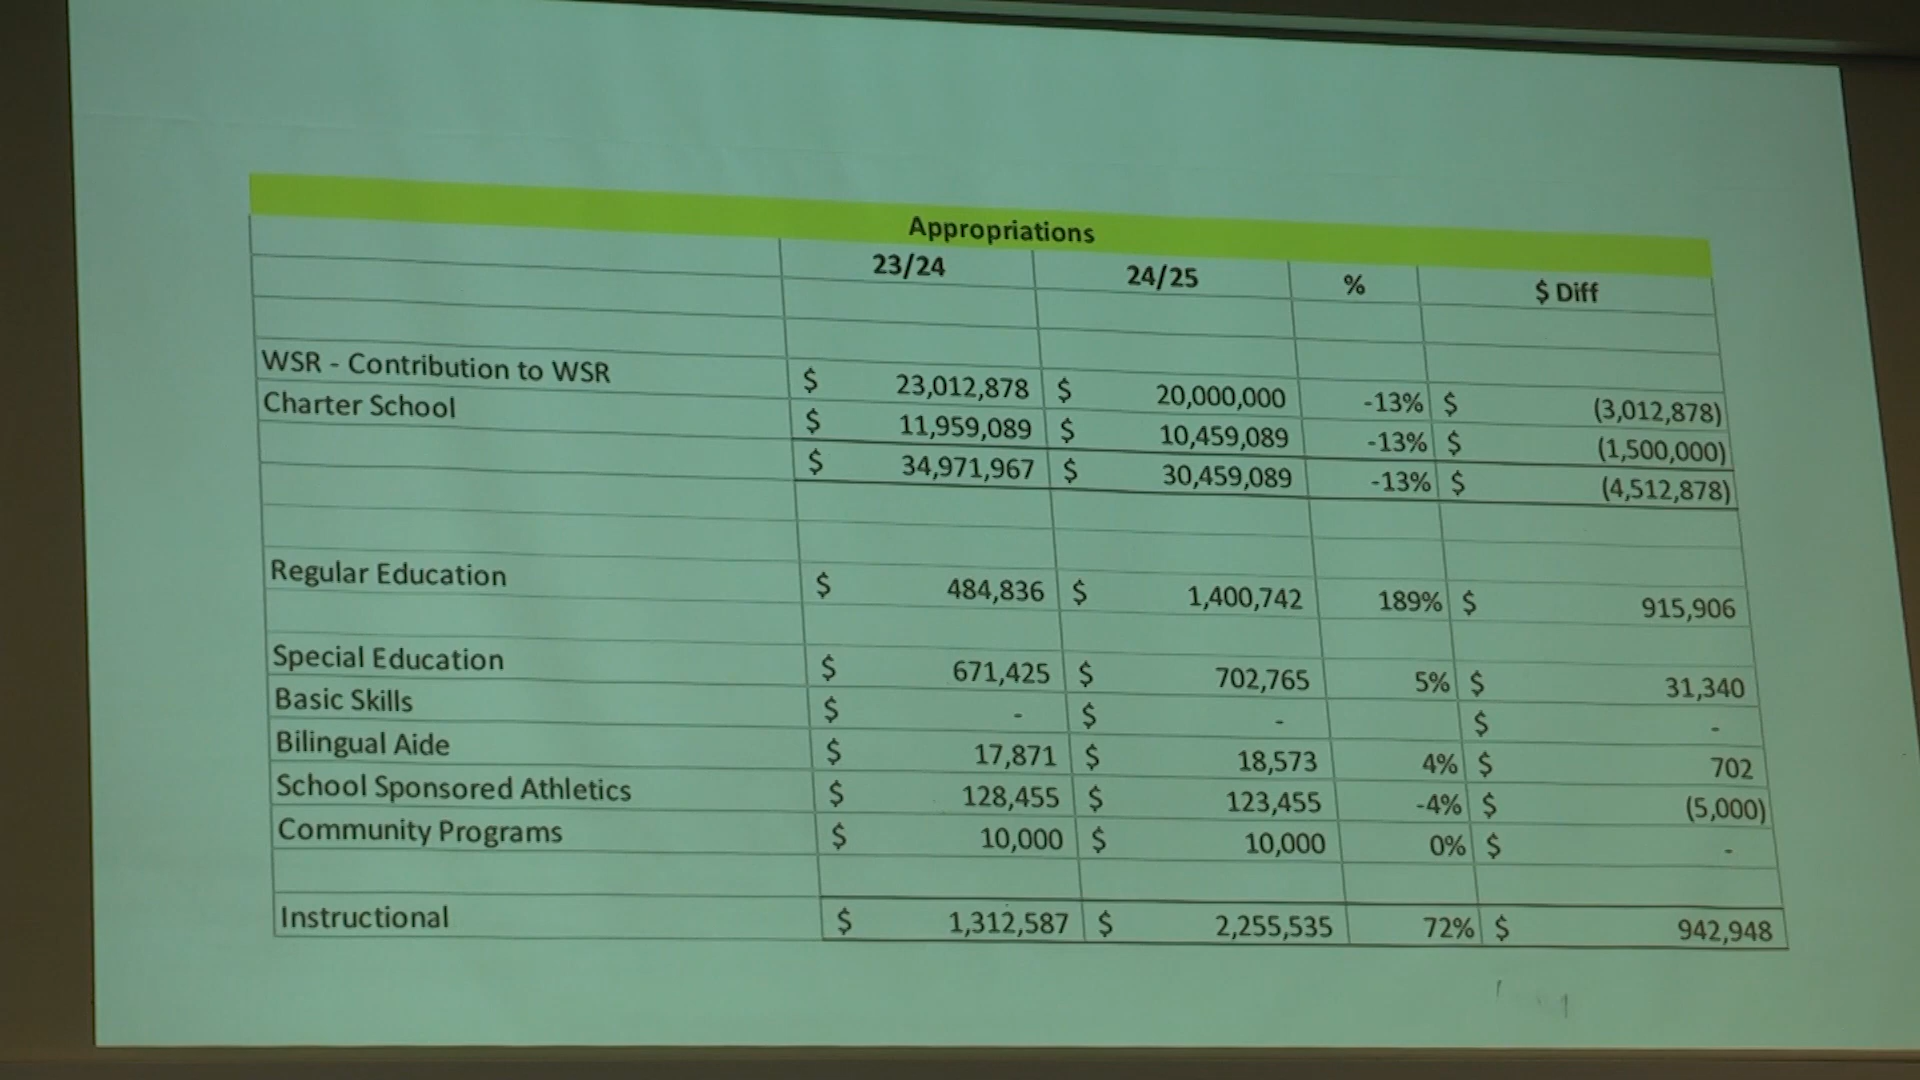 Appropriations
23/24 24/25 % $ Diff
WSR - Contribution to WSR $ 23,012,878 $ 20,000,000 -13% $ (3,012,878)
Charter School $ 11,959,089 $ 10,459,089 -13% $ (1,500,000)
$ 34,971,967 $ 30,459,089 -13% $ (4,512,878)
Regular Education $ 484,836 $ 1,400,742 189% $ 915,906
Special Education $ 671,425 $ 702,765 5% $ 31,340
Basic Skills $ - $ - $ -
Bilingual Aide $ 17,871 $ 18,573 4% $ 702
School Sponsored Athletics $ 128,455 $ 123,455 -4% $ (5,000)
Community Programs $ 10,000 $ 10,000 0% $ -
Instructional $ 1,312,587 $ 2,255,535 72% $ 942,948